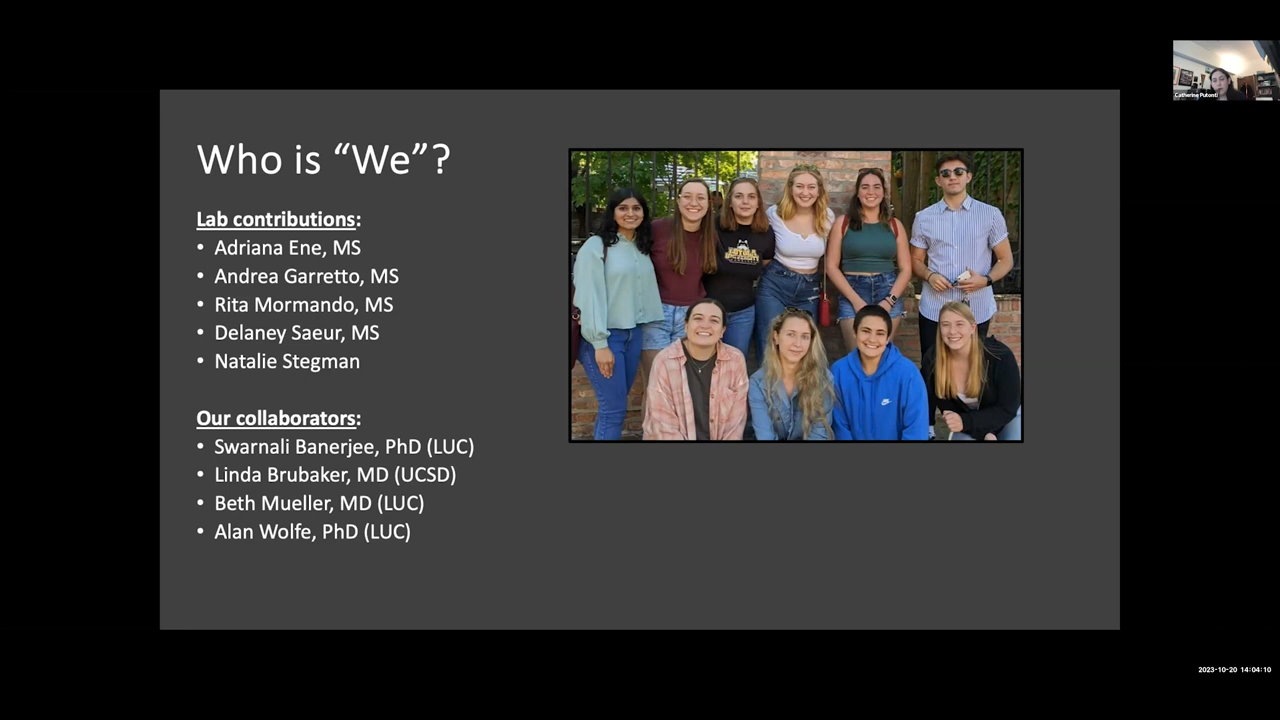 Who is “We”?
Lab contributions:
• Adriana Ene, MS
• Andrea Garretto, MS
• Rita Mormando, MS
• Delaney Saeur, MS
• Natalie Stegman
Our collaborators:
• Swarnali Banerjee, PhD (LUC)
• Linda Brubaker, MD (UCSD)
• Beth Mueller, MD (LUC)
• Alan Wolfe, PhD (LUC)
LOYOLA
UNIVERSITY
Catherine Putonti
2023-10-20 14:04:10